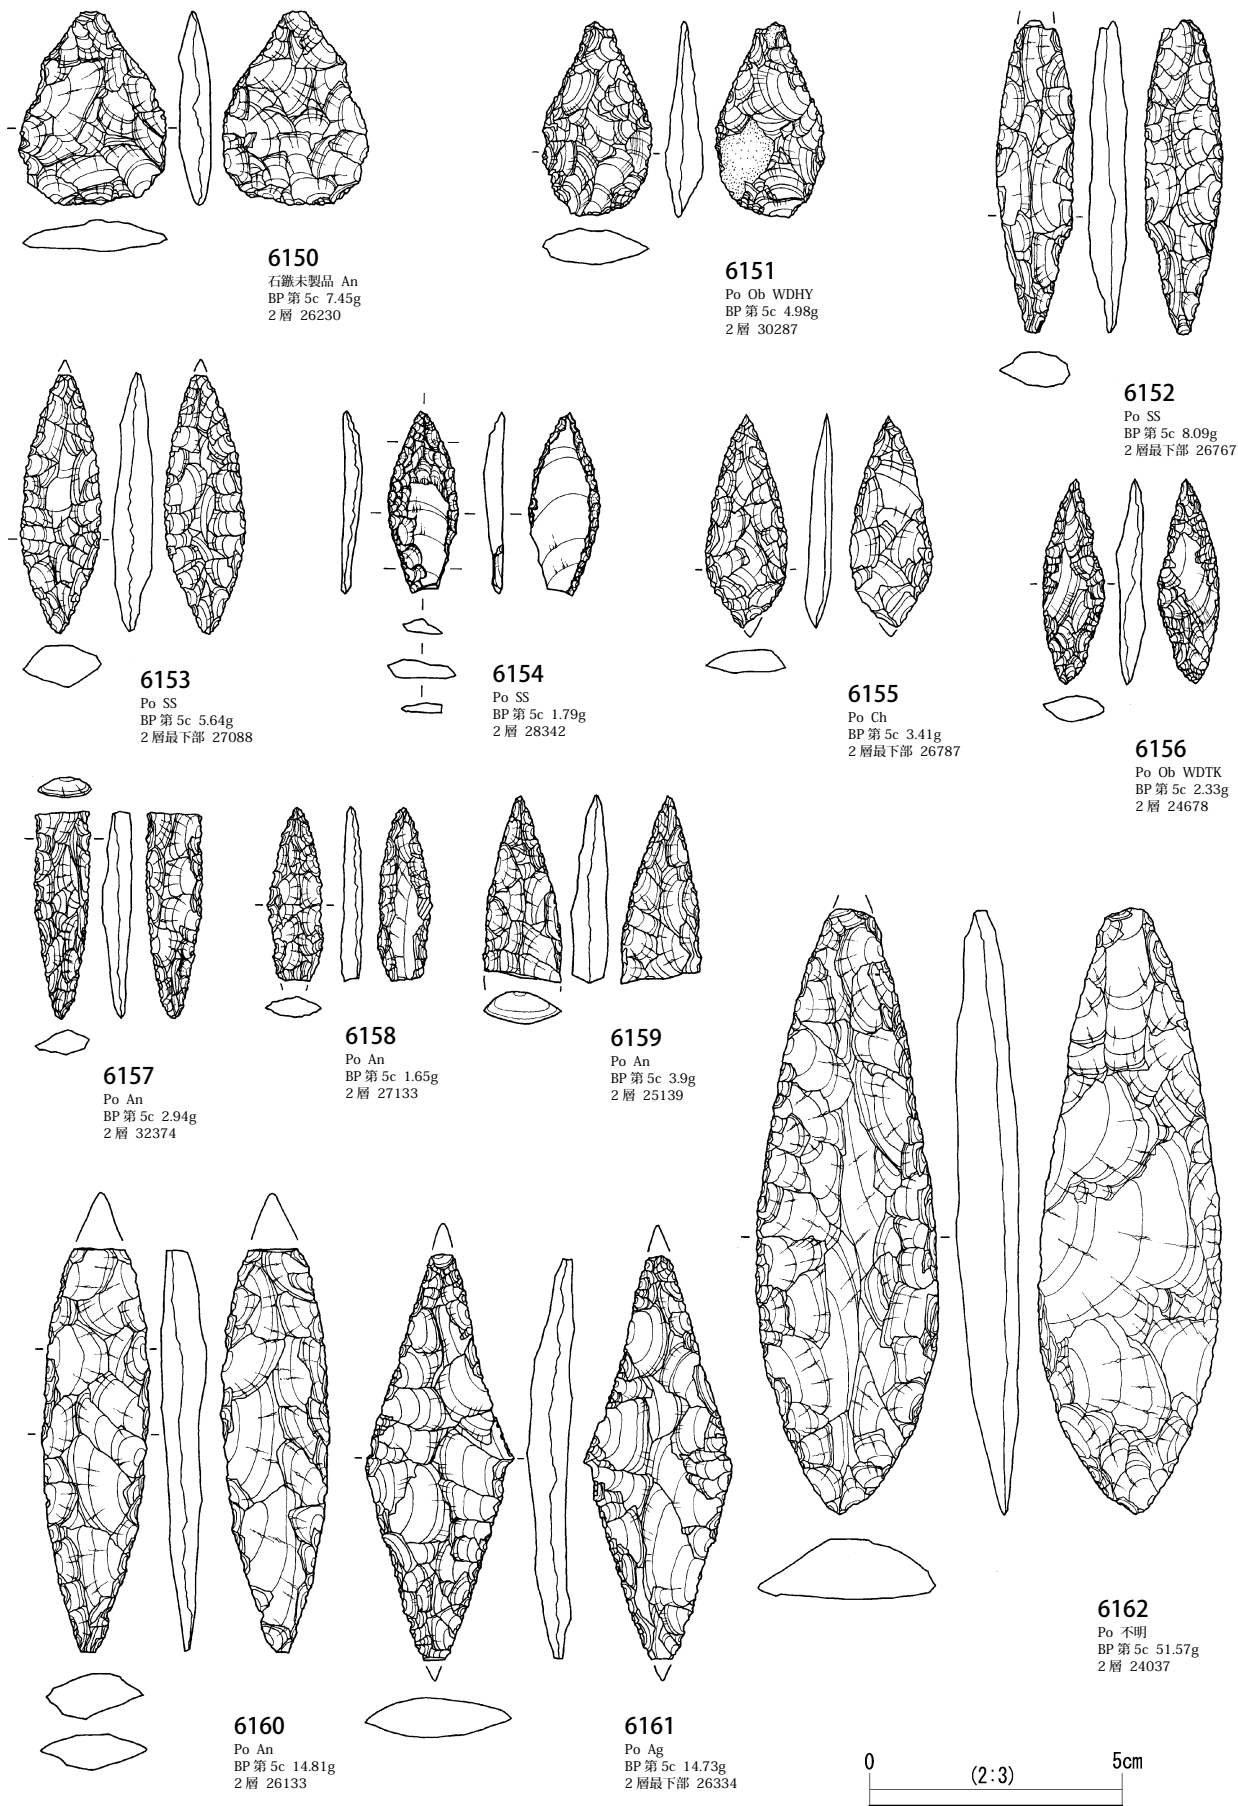 6150
石鏃未製品 An
BP 第 5c 7.45g
2 層 26230
6151
Po Ob WDHY
BP 第 5c 4.98g
2 層 30287
6152
Po SS
BP 第 5c 8.09g
2 層最下部 26767
6153
Po SS
BP 第 5c 5.64g
2 層最下部 27088
6154
Po SS
BP 第 5c 1.79g
2 層 28342
6155
Po Ch
BP 第 5c 3.41g
2 層最下部 26787
6156
Po Ob WDTK
BP 第 5c 2.33g
2 層 24678
6157
Po An
BP 第 5c 2.94g
2 層 32374
6158
Po An
BP 第 5c 1.65g
2 層 27133
6159
Po An
BP 第 5c 3.9g
2 層 25139
6160
Po An
BP 第 5c 14.81g
2 層 26133
6161
Po Ag
BP 第 5c 14.73g
2 層最下部 26334
6162
Po 不明
BP 第 5c 51.57g
2 層 24037
0 (2:3) 5cm